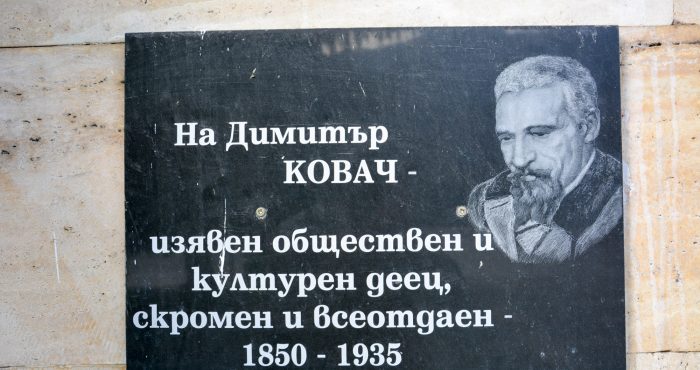 На Димитър
КОВАЧ -
изявен обществен и
културен деец,
скромен и всеотдаен -
1850 - 1935